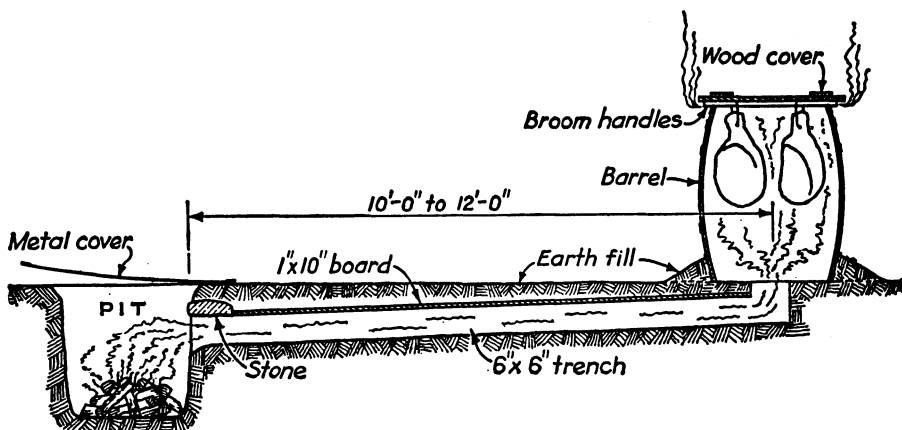 Wood cover
Broom handles
Barrel
10'-0" to 12'-0"
Metal cover
Earth fill
1"x10" board
PIT
Stone
6"x 6" trench